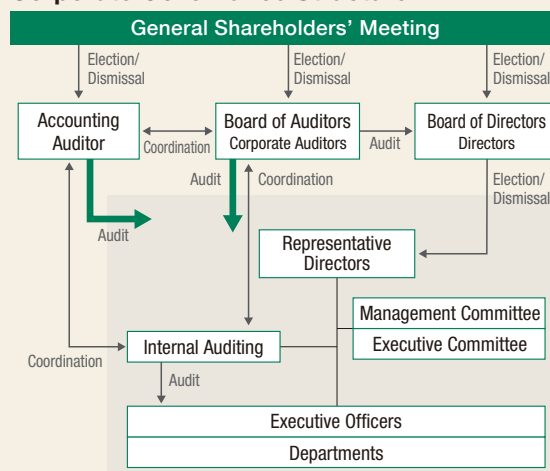 General Shareholders' Meeting
Election/
Dismissal
Election/
Dismissal
Election/
Dismissal
Accounting
Auditor
Coordination
Board of Auditors
Corporate Auditors
Audit
Board of Directors
Directors
Audit
Coordination
Election/
Dismissal
Audit
Representative
Directors
Management Committee
Executive Committee
Internal Auditing
Coordination
Audit
Executive Officers
Departments